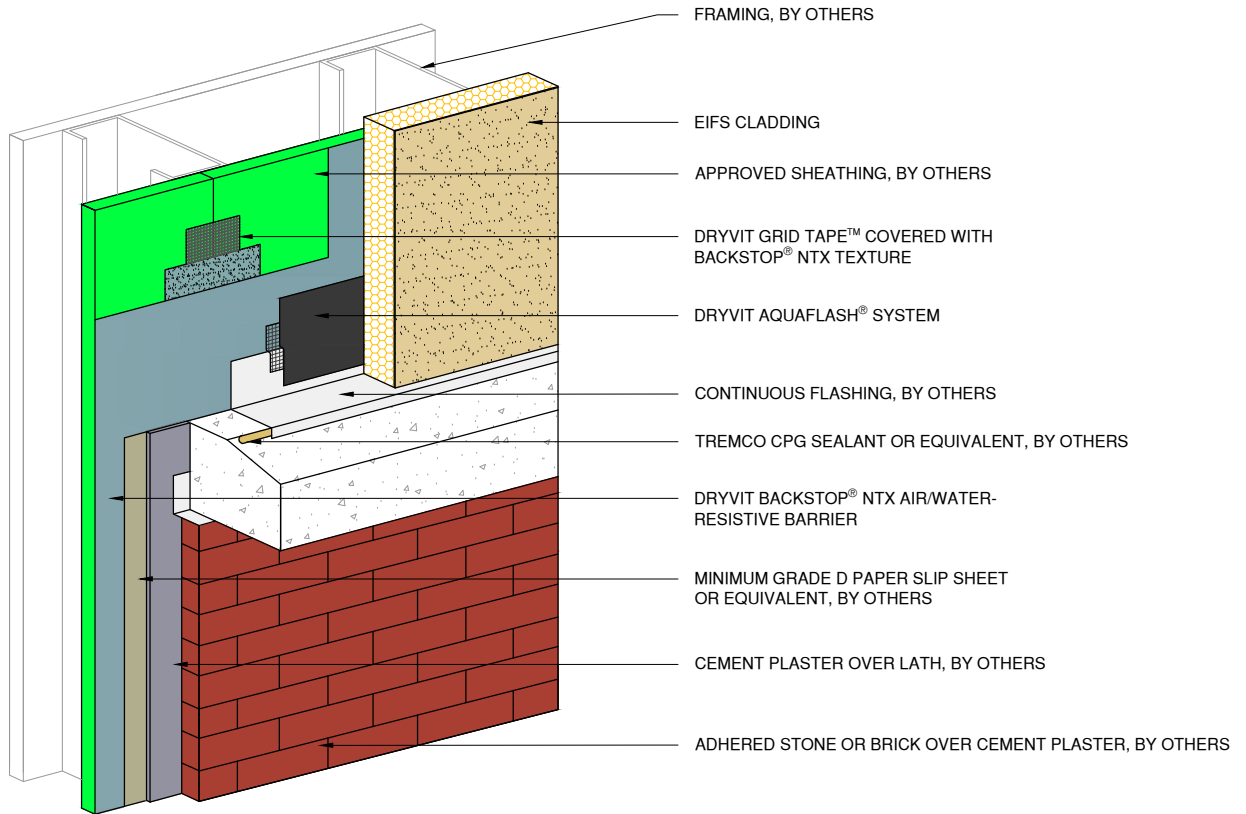 FRAMING, BY OTHERS
EIFS CLADDING
APPROVED SHEATHING, BY OTHERS
DRYVIT GRID TAPE™ COVERED WITH
BACKSTOP® NTX TEXTURE
DRYVIT AQUAFLASH® SYSTEM
CONTINUOUS FLASHING, BY OTHERS
TREMCO CPG SEALANT OR EQUIVALENT, BY OTHERS
DRYVIT BACKSTOP® NTX AIR/WATER-
RESISTIVE BARRIER
MINIMUM GRADE D PAPER SLIP SHEET
OR EQUIVALENT, BY OTHERS
CEMENT PLASTER OVER LATH, BY OTHERS
ADHERED STONE OR BRICK OVER CEMENT PLASTER, BY OTHERS